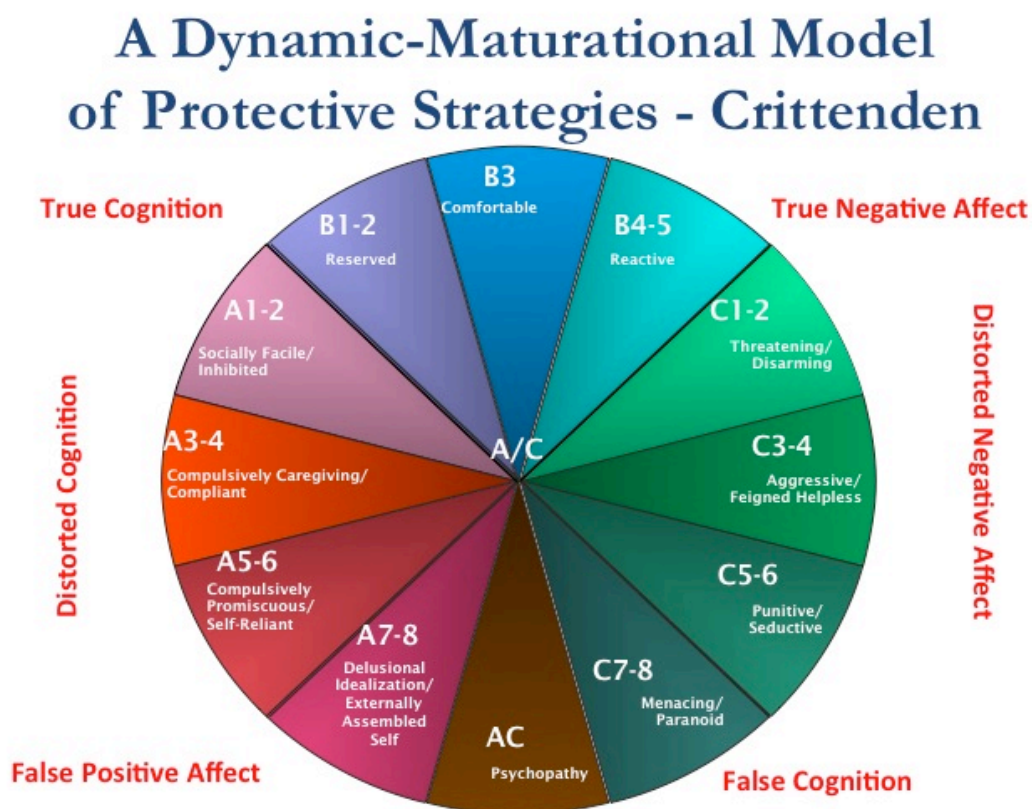 A Dynamic-Maturational Model
of Protective Strategies - Crittenden
True Cognition
True Negative Affect
B3
Comfortable
B1-2
Reserved
B4-5
Reactive
A1-2
Socially Facile/
Inhibited
C1-2
Threatening/
Disarming
Distorted Cognition
Distorted Negative Affect
A3-4
Compulsively Caregiving/
Compliant
A/C
C3-4
Aggressive/
Feigned Helpless
A5-6
Compulsively
Promiscuous/
Self-Reliant
C5-6
Punitive/
Seductive
A7-8
Delusional
Idealization/
Externally
Assembled
Self
C7-8
Menacing/
Paranoid
AC
Psychopathy
False Positive Affect
False Cognition